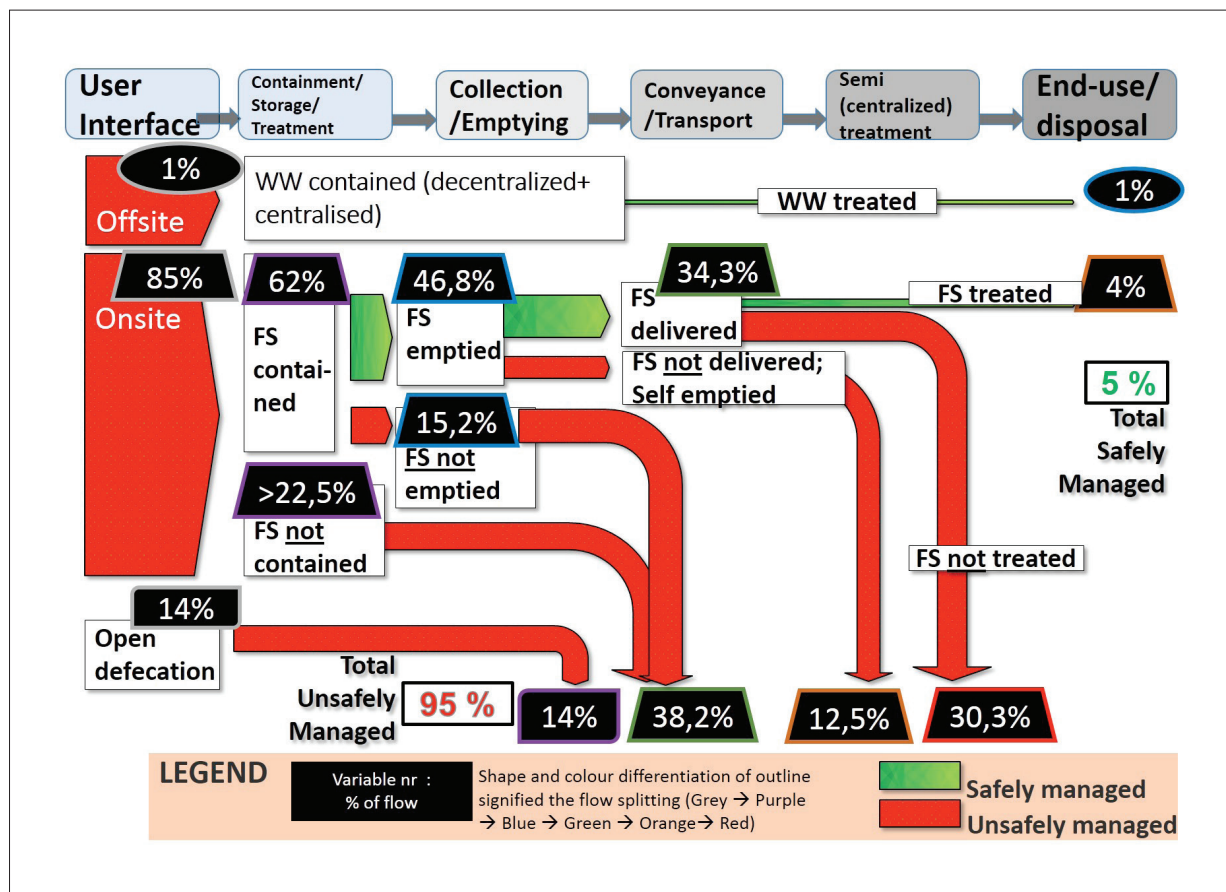 User
Interface
Containment/
Storage/
Treatment
Collection
/Emptying
Conveyance
/Transport
Semi
(centralized)
treatment
End-use/
disposal
1%
Offsite
WW contained (decentralized+
centralised)
WW treated
1%
85%
Onsite
62%
FS
contai-
ned
46,8%
FS
emptied
34,3%
FS
delivered
FS treated
4%
FS not delivered;
Self emptied
15,2%
FS not
emptied
5 %
Total
Safely
Managed
>22,5%
FS not
contained
FS not treated
14%
Open
defecation
Total
Unsafely
Managed
95 %
14%
38,2%
12,5%
30,3%
LEGEND
Variable nr :
% of flow
Shape and colour differentiation of outline
signified the flow splitting (Grey → Purple
→ Blue → Green → Orange→ Red)
Safely managed
Unsafely managed